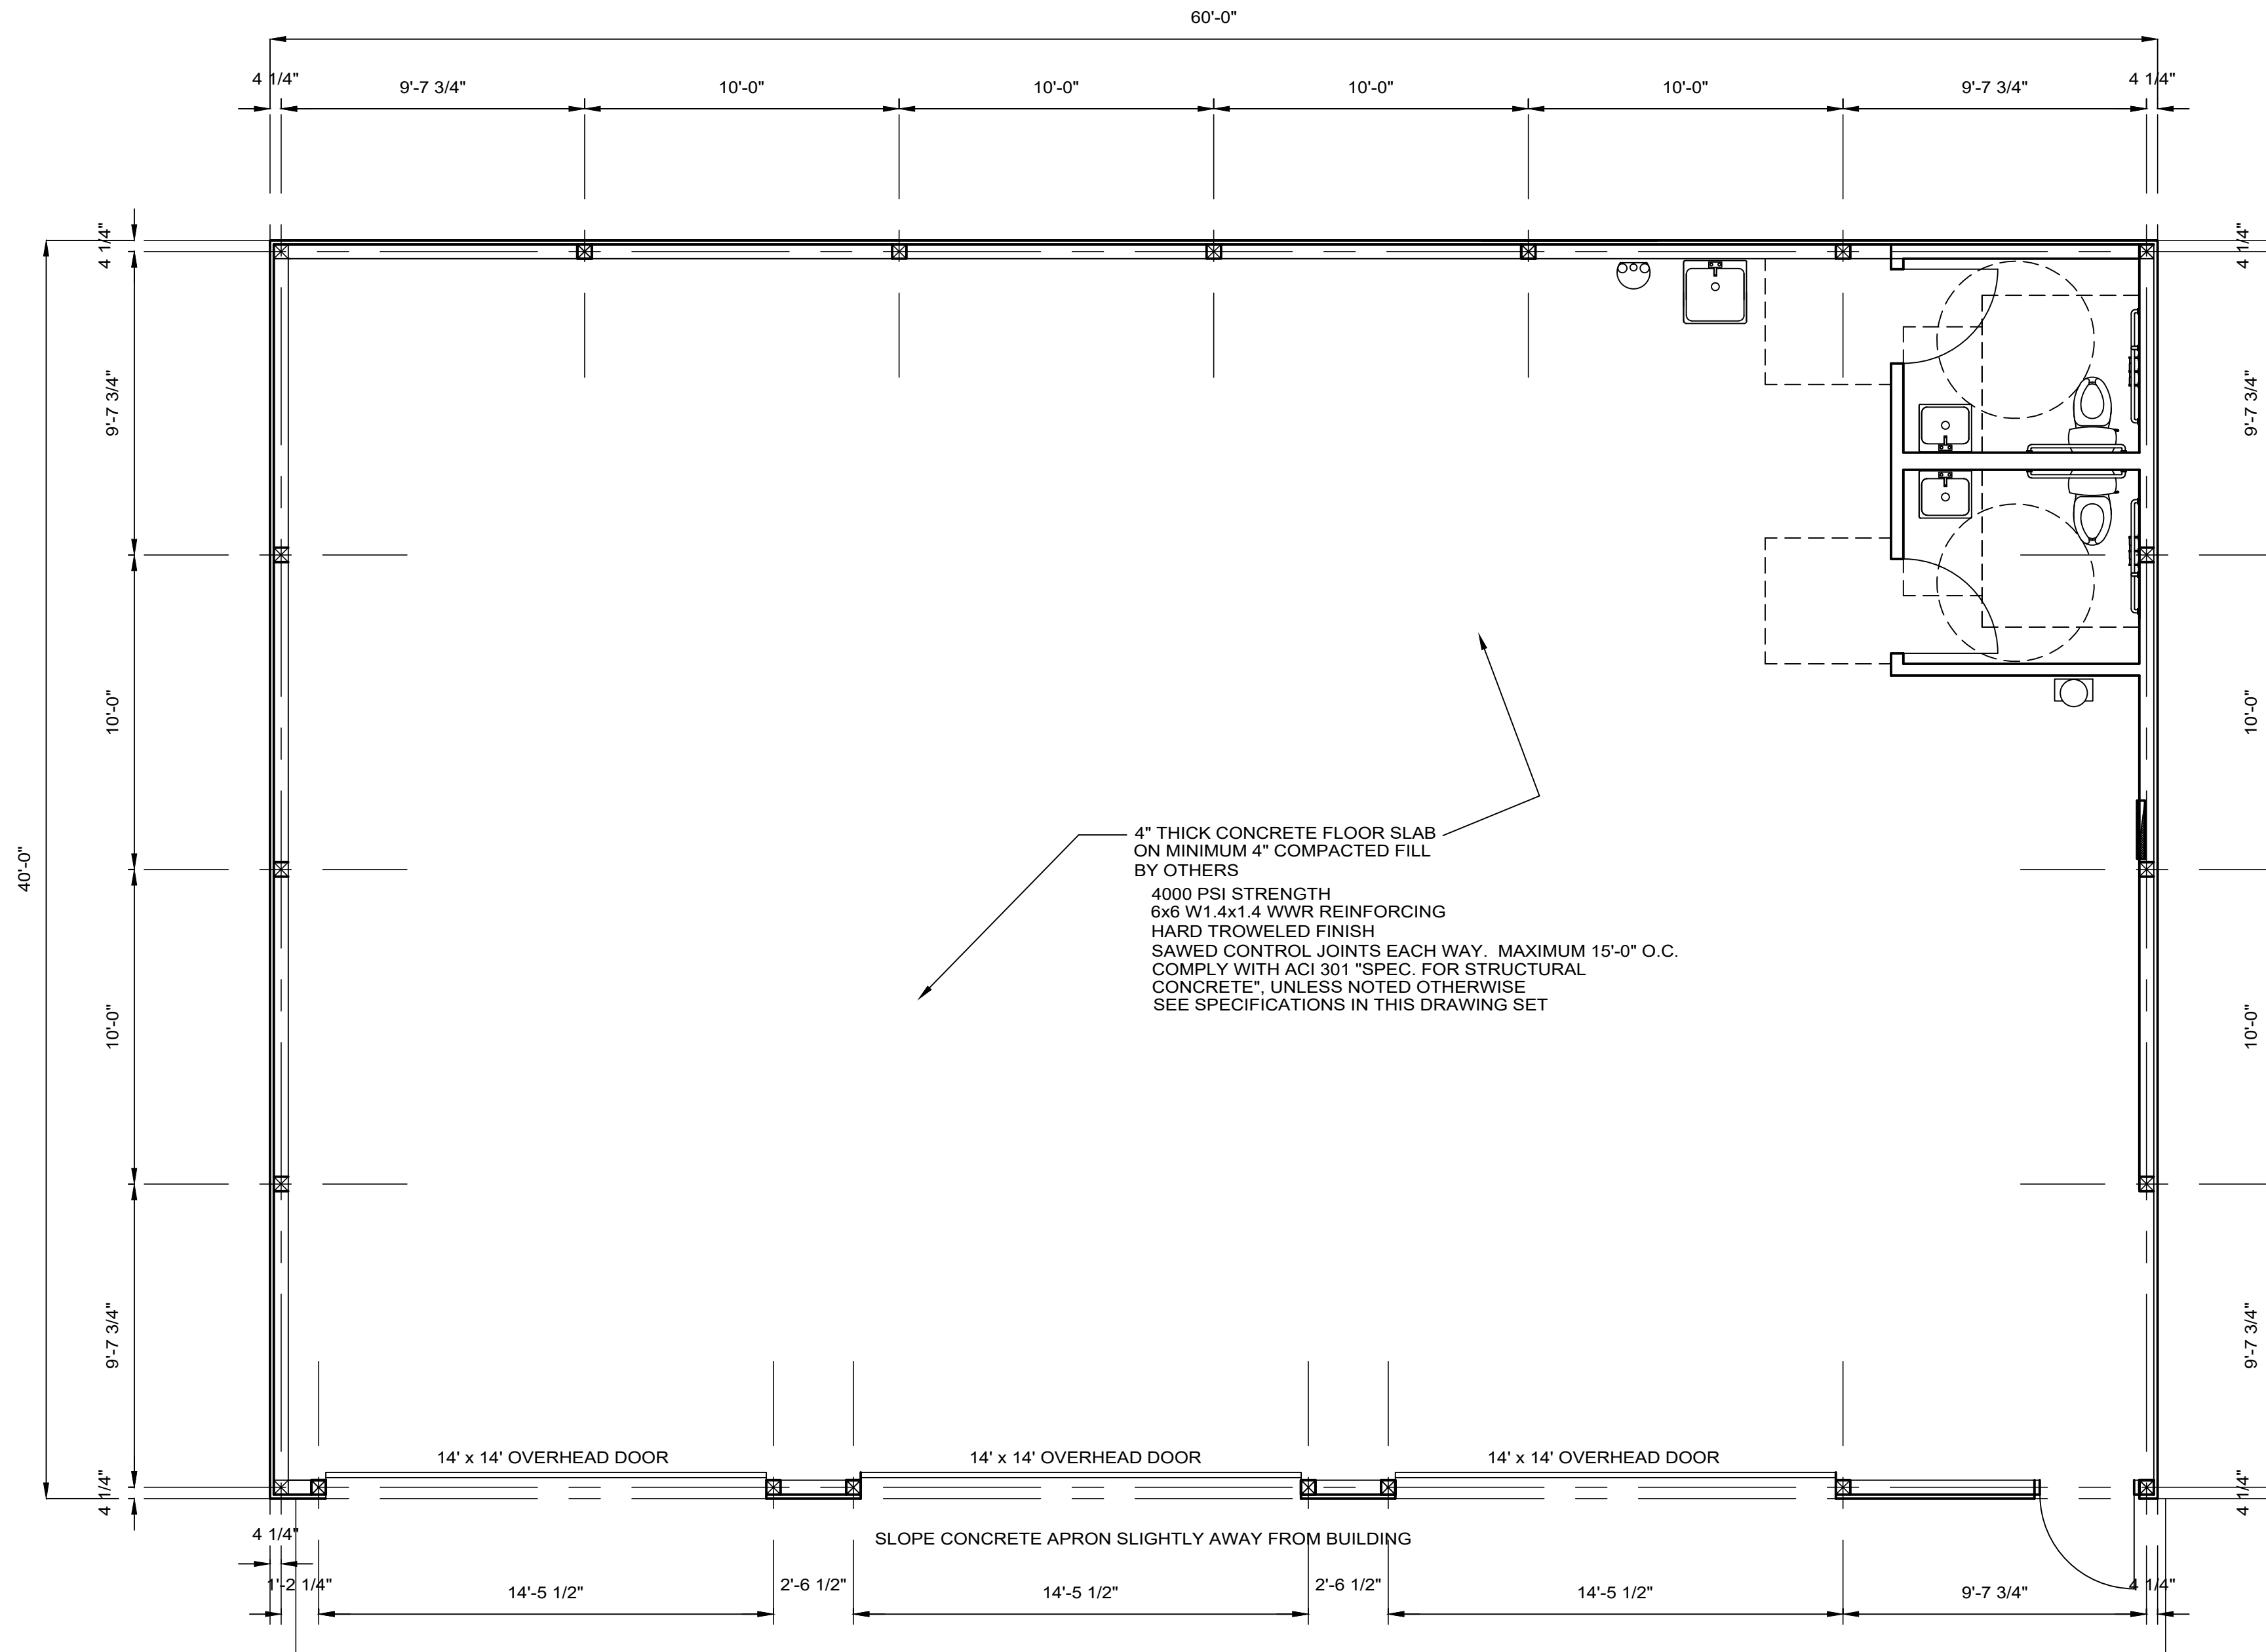 60'-0"
4 1/4"
9'-7 3/4"
10'-0"
10'-0"
10'-0"
10'-0"
9'-7 3/4"
4 1/4"
4 1/4"
4 1/4"
9'-7 3/4"
9'-7 3/4"
10'-0"
10'-0"
40'-0"
4" THICK CONCRETE FLOOR SLAB
ON MINIMUM 4" COMPACTED FILL
BY OTHERS
4000 PSI STRENGTH
6x6 W1.4x1.4 WWR REINFORCING
HARD TROWELED FINISH
SAWED CONTROL JOINTS EACH WAY.  MAXIMUM 15'-0" O.C.
COMPLY WITH ACI 301 "SPEC. FOR STRUCTURAL
CONCRETE", UNLESS NOTED OTHERWISE
SEE SPECIFICATIONS IN THIS DRAWING SET
10'-0"
10'-0"
9'-7 3/4"
9'-7 3/4"
14' x 14' OVERHEAD DOOR
14' x 14' OVERHEAD DOOR
14' x 14' OVERHEAD DOOR
4 1/4"
4 1/4"
4 1/4"
SLOPE CONCRETE APRON SLIGHTLY AWAY FROM BUILDING
1'-2 1/4"
14'-5 1/2"
2'-6 1/2"
14'-5 1/2"
2'-6 1/2"
14'-5 1/2"
9'-7 3/4"
4 1/4"